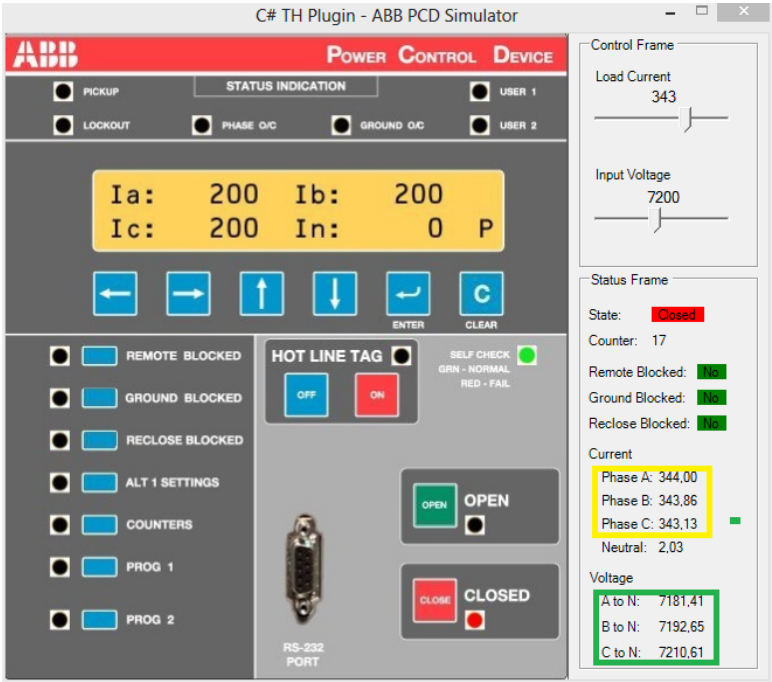 C# TH Plugin - ABB PCD Simulator
ABB
POWER CONTROL DEVICE
PICKUP
STATUS INDICATION
USER 1
LOCKOUT
PHASE O/C
GROUND O/C
USER 2
Ia: 200 Ib: 200
Ic: 200 In: 0 P
ENTER
C
CLEAR
REMOTE BLOCKED
GROUND BLOCKED
RECLOSE BLOCKED
ALT 1 SETTINGS
COUNTERS
PROG 1
PROG 2
HOT LINE TAG
OFF
ON
SELF CHECK
GRN - NORMAL
RED - FAIL
OPEN
OPEN
CLOSE
CLOSED
RS-232
PORT
Control Frame
Load Current
343
Input Voltage
7200
Status Frame
State: Closed
Counter: 17
Remote Blocked: No
Ground Blocked: No
Reclose Blocked: No
Current
Phase A: 344,00
Phase B: 343,86
Phase C: 343,13
Neutral: 2,03
Voltage
A to N: 7181,41
B to N: 7192,65
C to N: 7210,61